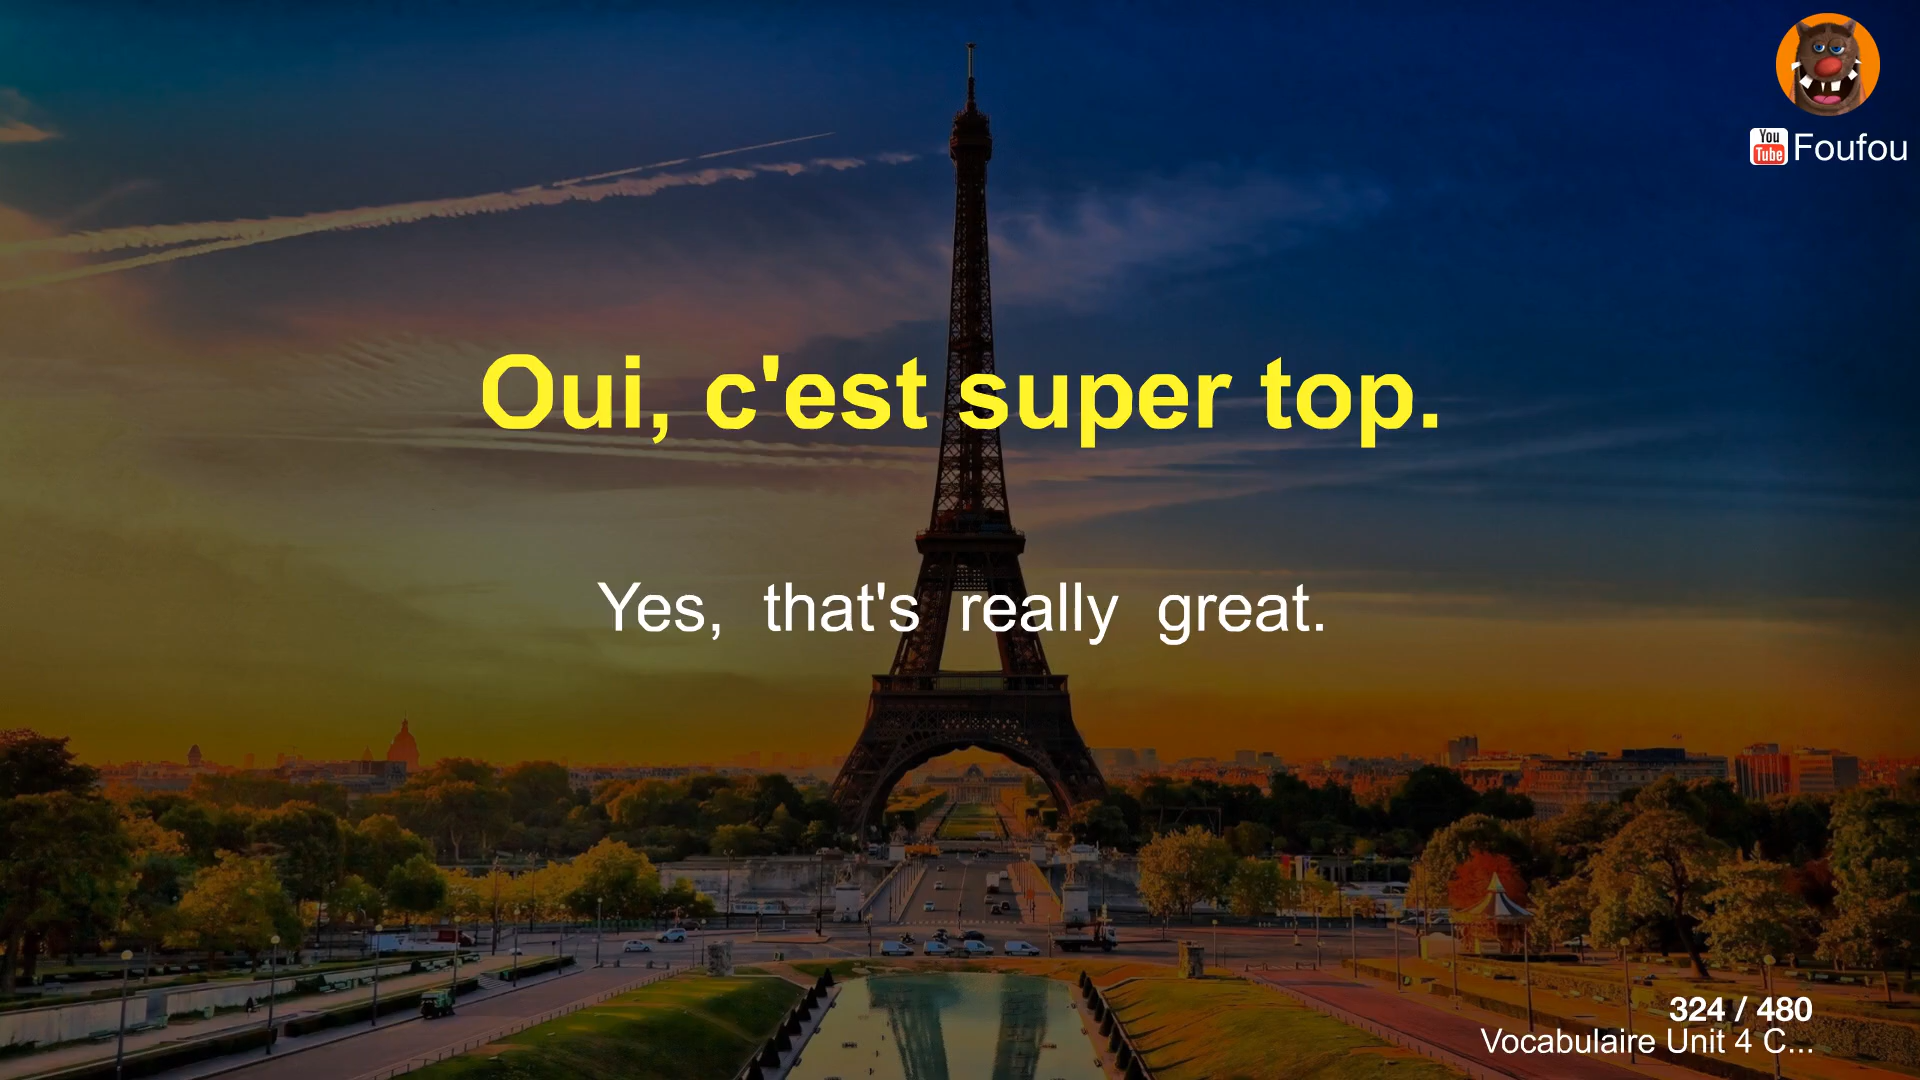 You
Tube
Foufou
Oui, c'est super top.
Yes, that's really great.
324 / 480
Vocabulaire Unit 4 C...